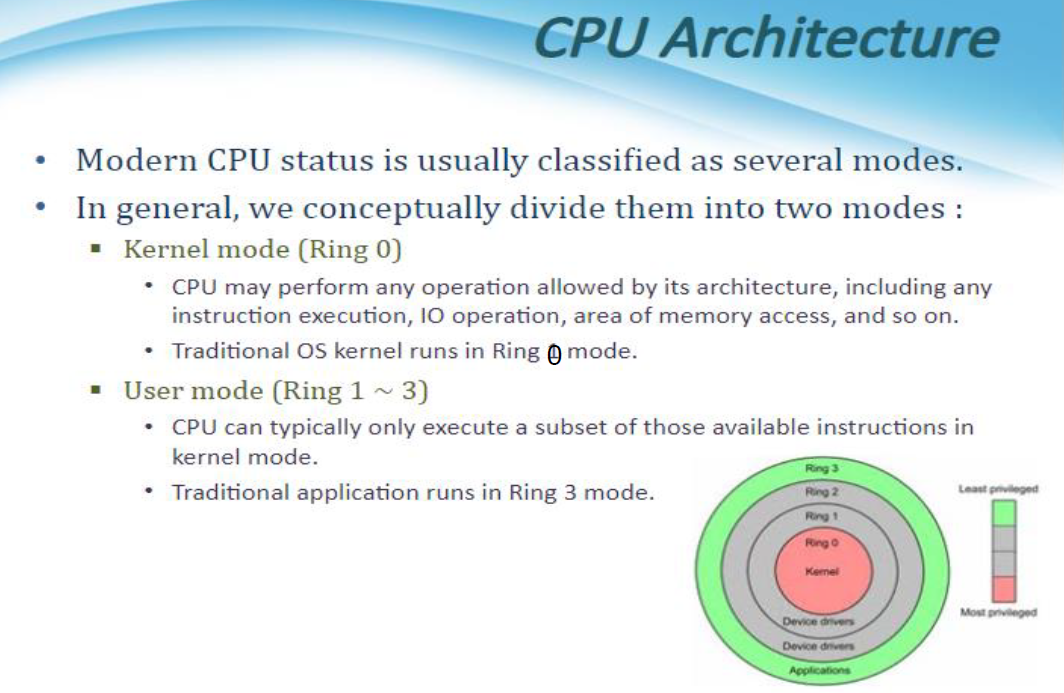 CPU Architecture
• Modern CPU status is usually classified as several modes.
• In general, we conceptually divide them into two modes :
▪ Kernel mode (Ring 0)
• CPU may perform any operation allowed by its architecture, including any
instruction execution, IO operation, area of memory access, and so on.
• Traditional OS kernel runs in Ring 0 mode.
▪ User mode (Ring 1 ~ 3)
• CPU can typically only execute a subset of those available instructions in
kernel mode.
• Traditional application runs in Ring 3 mode.
Ring 3
Ring 2
Ring 1
Ring 0
Kernel
Device drivers
Device drivers
Applications
Least privileged
Most privileged